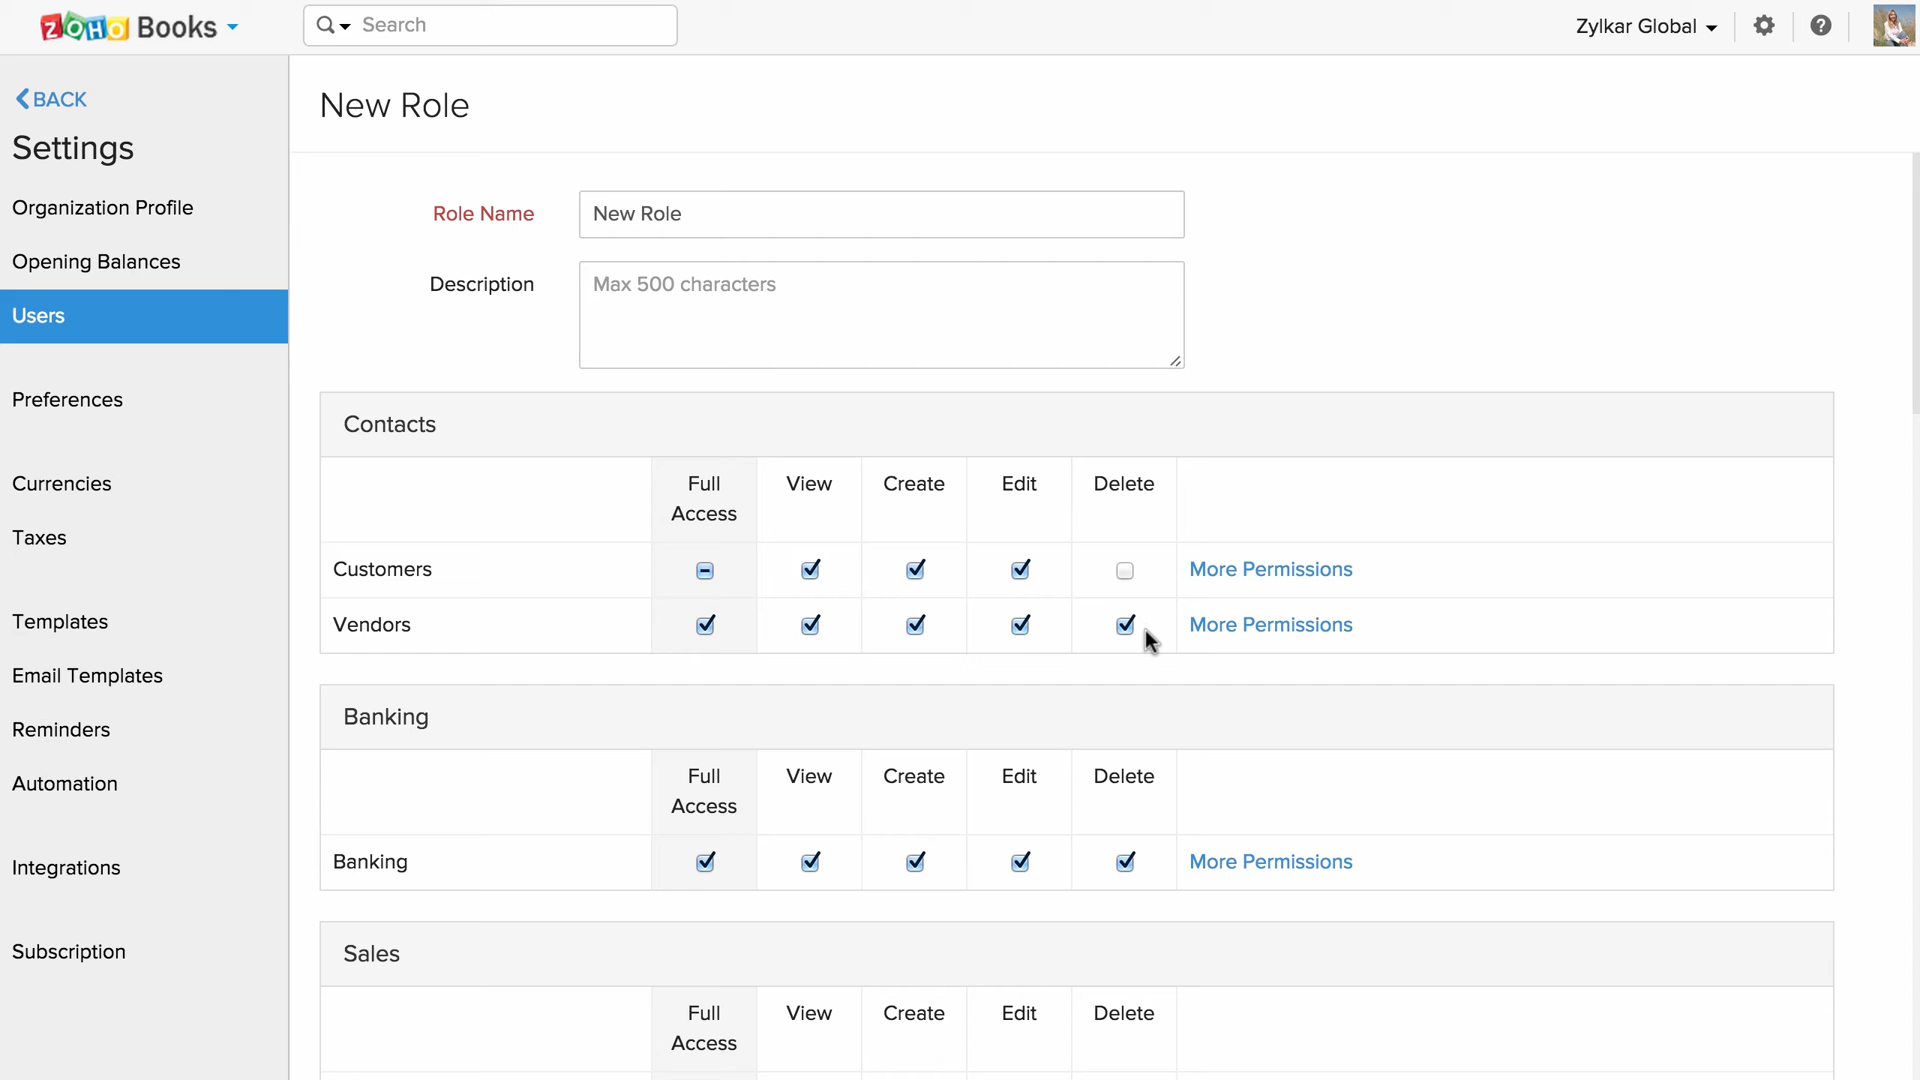 ZOHO Books
Search
Zylkar Global
BACK
Settings
Organization Profile
Opening Balances
Users
Preferences
Currencies
Taxes
Templates
Email Templates
Reminders
Automation
Integrations
Subscription
New Role
Role Name
New Role
Description
Max 500 characters
Contacts
Full Access View Create Edit Delete
Customers More Permissions
Vendors More Permissions
Banking
Full Access View Create Edit Delete
Banking More Permissions
Sales
Full Access View Create Edit Delete